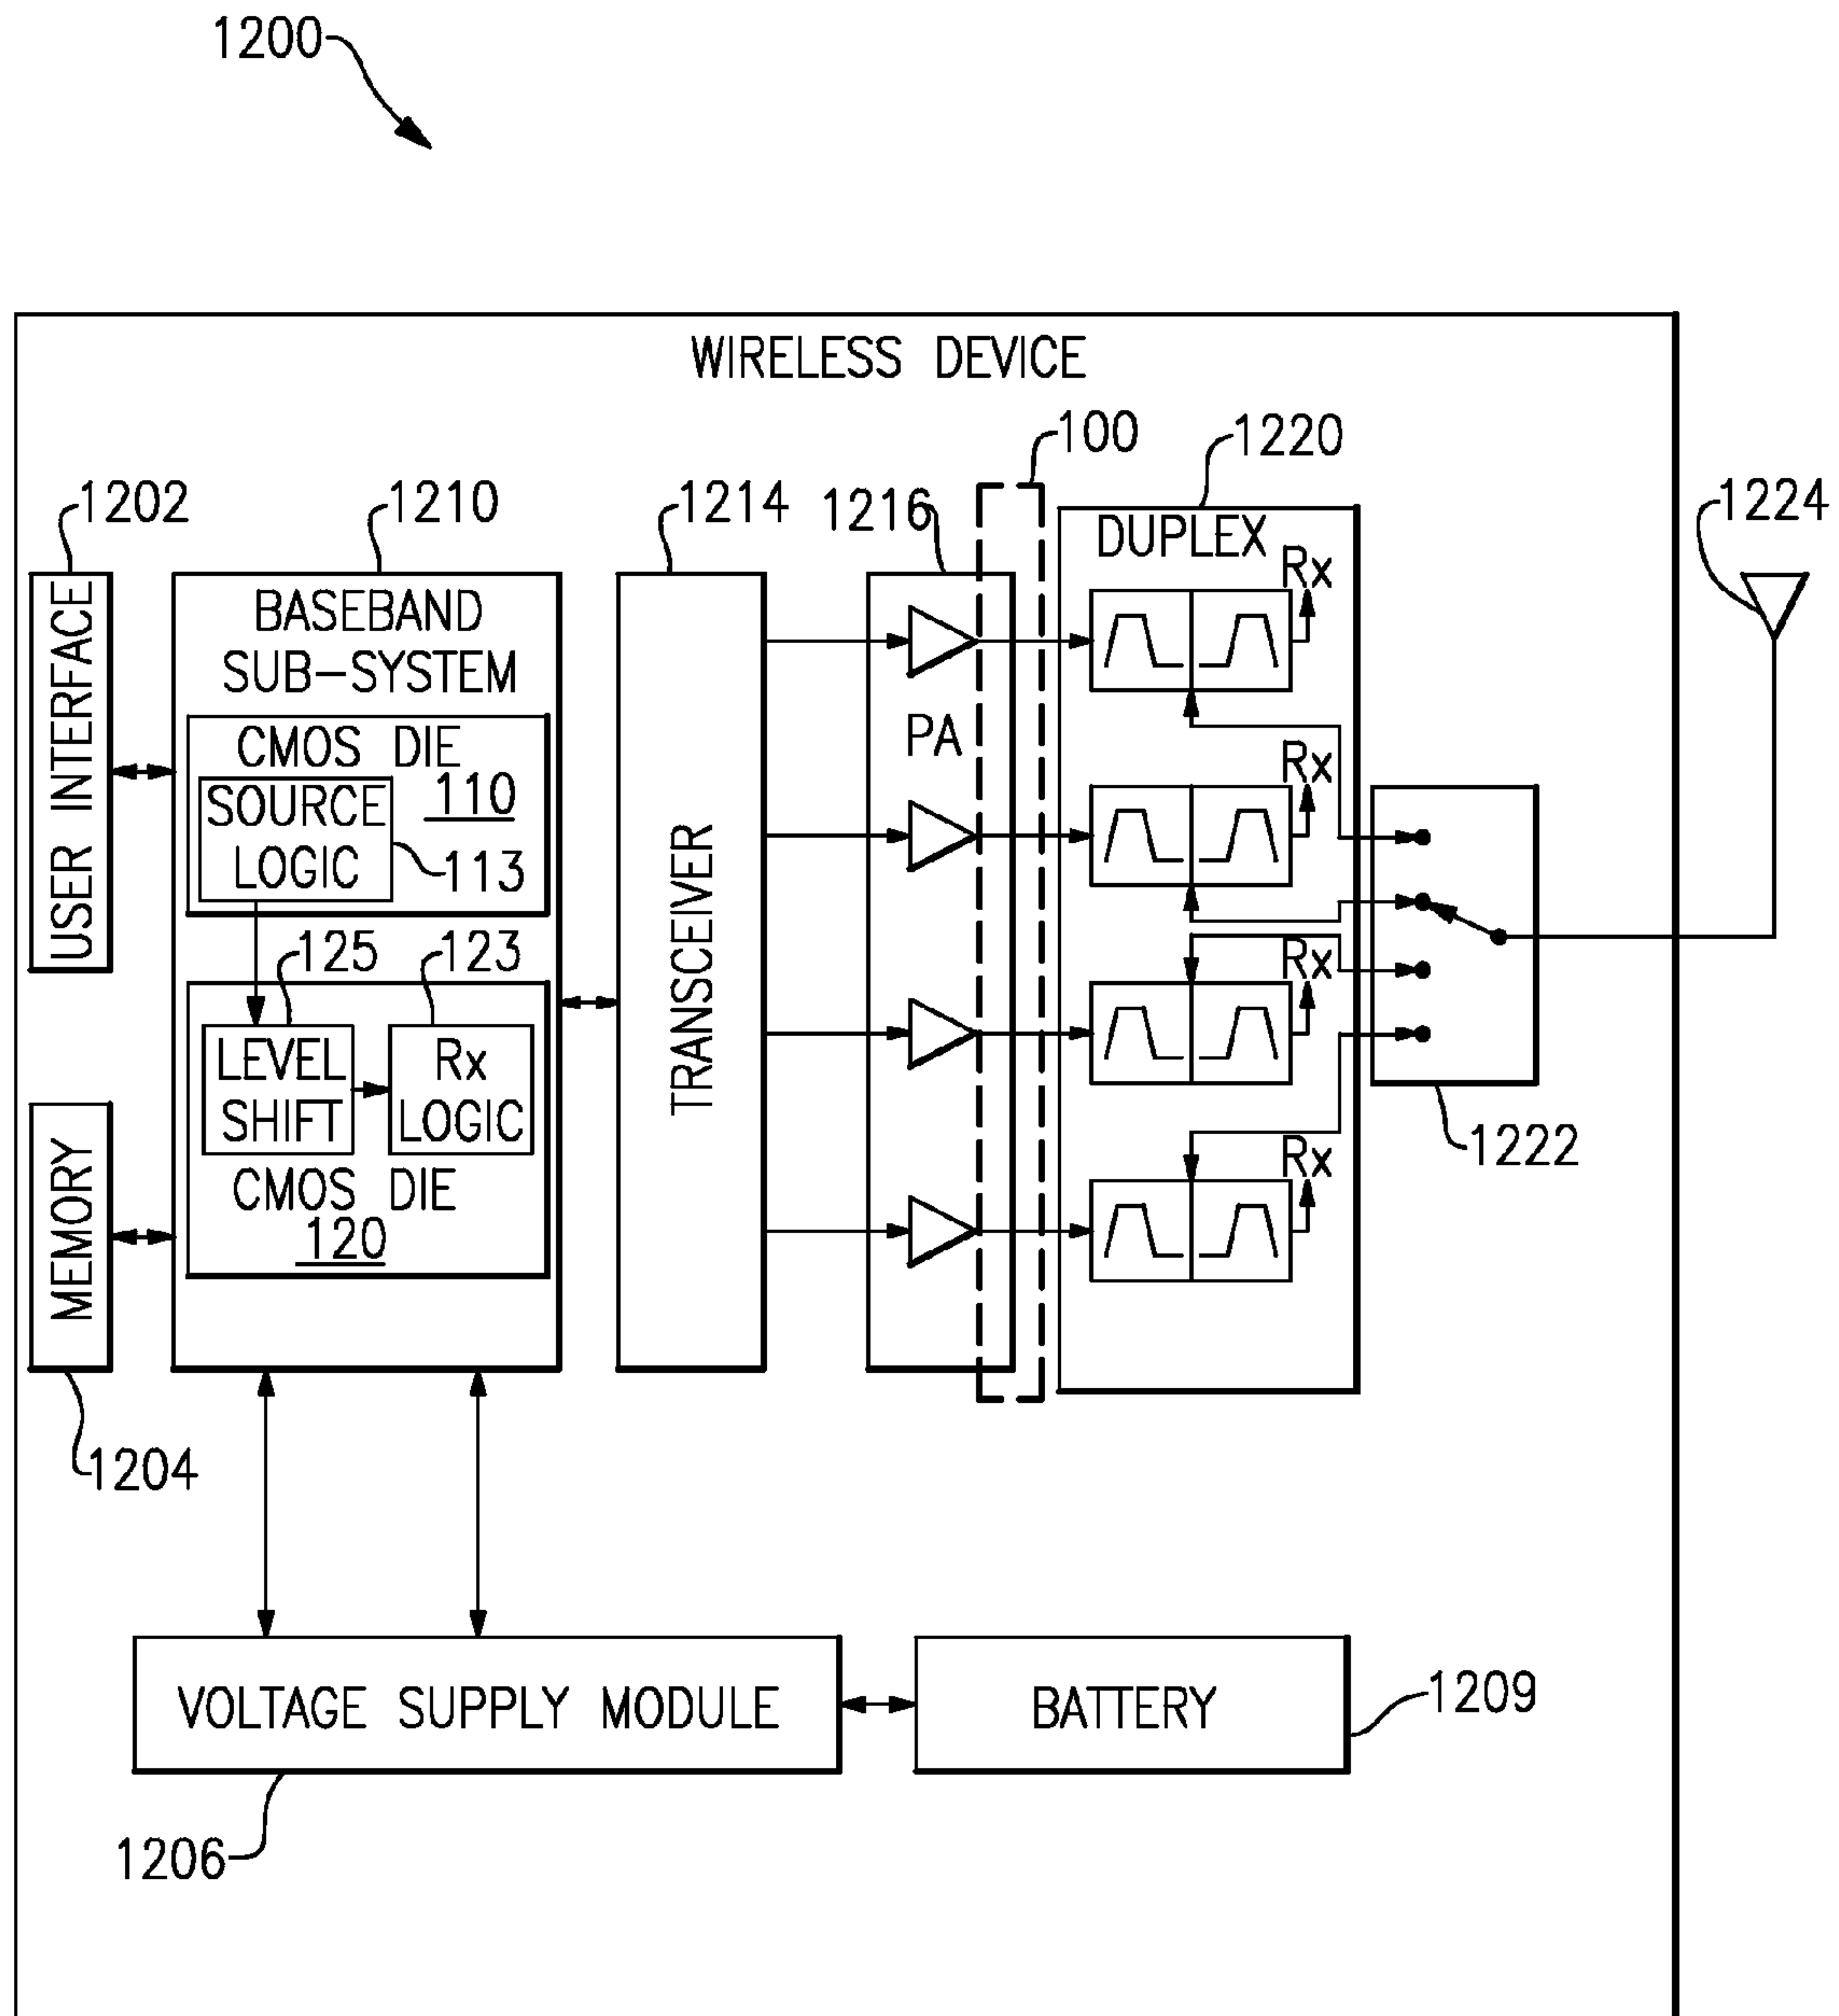 1200
WIRELESS DEVICE
100
1220
1202
1210
1214
1216
1224
DUPLEX
Rx
USER INTERFACE
BASEBAND
SUB-SYSTEM
CMOS DIE
110
SOURCE
LOGIC
113
PA
Rx
TRANSCEIVER
125
123
Rx
LEVEL
SHIFT
Rx
LOGIC
CMOS DIE
120
MEMORY
Rx
1222
1204
VOLTAGE SUPPLY MODULE
BATTERY
1209
1206